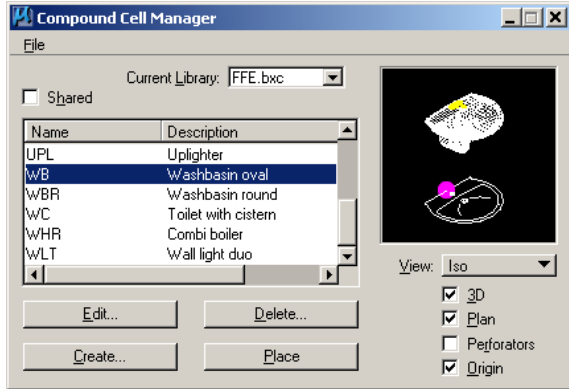 Compound Cell Manager
File
Current Library: FFE.bxc
Shared
Name Description
UPL Uplighter
WB Washbasin oval
WBR Washbasin round
WC Toilet with cistern
WHR Combi boiler
WLT Wall light duo
View: Iso
3D
Plan
Perforators
Origin
Edit... Delete...
Create... Place